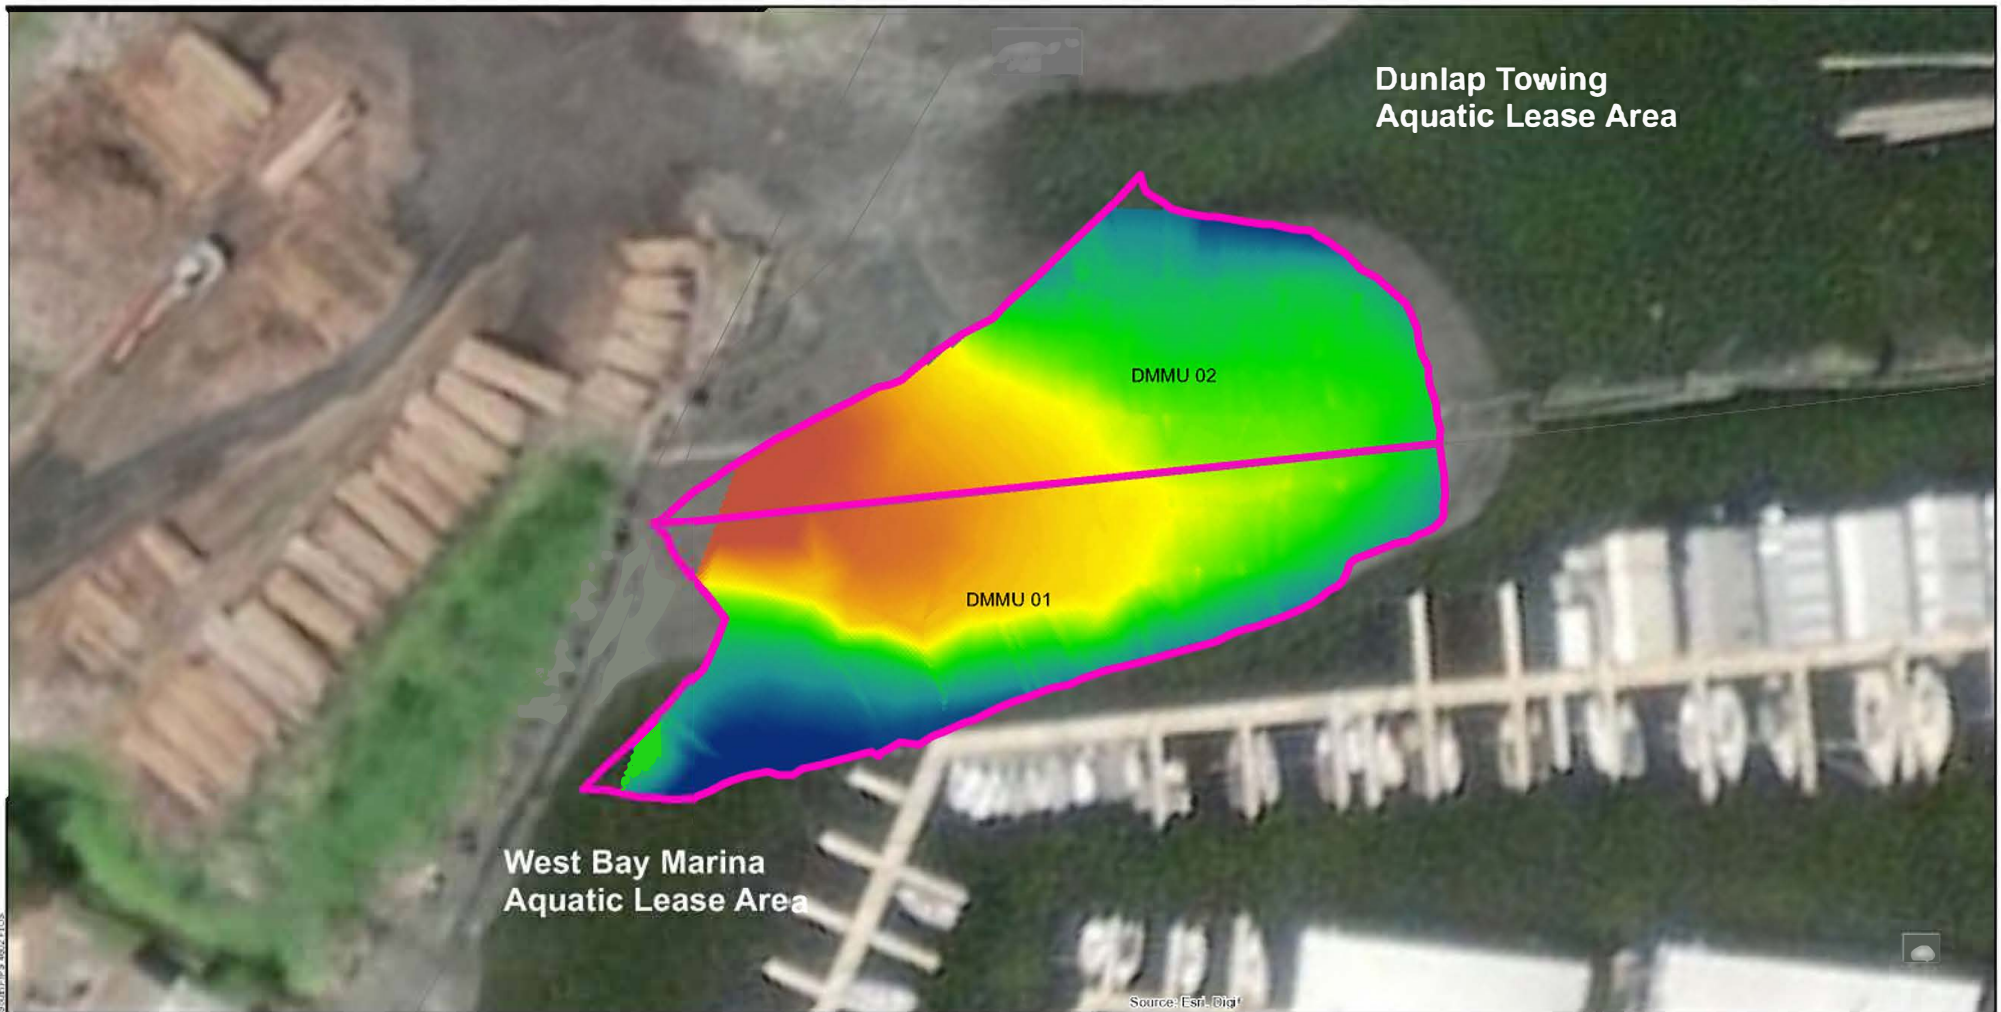 Dunlap Towing
Aquatic Lease Area
DMMU 02
DMMU 01
West Bay Marina
Aquatic Lease Area
Source: Esri, Digi